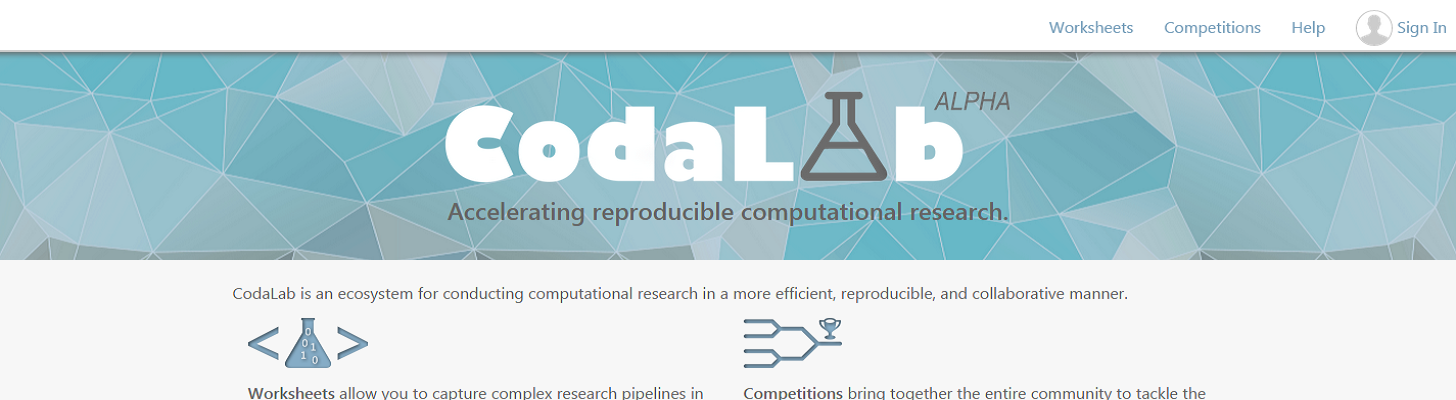 Worksheets Competitions Help Sign In
CodaLab ALPHA
Accelerating reproducible computational research.
CodaLab is an ecosystem for conducting computational research in a more efficient, reproducible, and collaborative manner.
0
0 1
1 0
Worksheets allow you to capture complex research pipelines in
Competitions bring together the entire community to tackle the